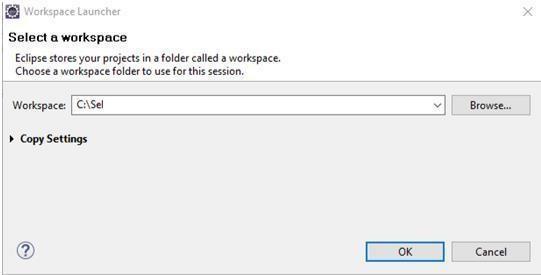 Workspace Launcher
Select a workspace
Eclipse stores your projects in a folder called a workspace.
Choose a workspace folder to use for this session.
Workspace: C:\Sel Browse...
Copy Settings
? OK Cancel